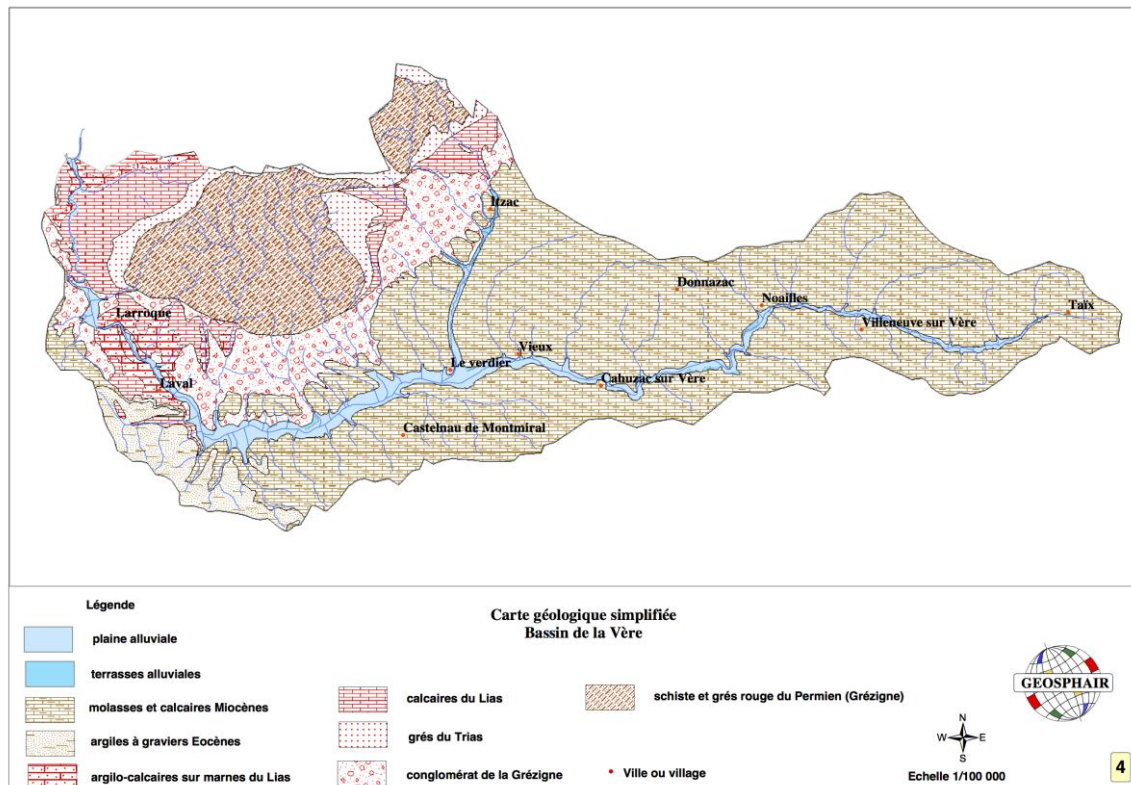 Itzac
Donnazac
Noailles
Taïx
Larroque
Villeneuve sur Vère
Vieux
Le verdier
Laval
Cahuzac sur Vère
Castelnau de Montmiral
Légende
plaine alluviale
terrasses alluviales
molasses et calcaires Miocènes
argiles à graviers Eocènes
argilo-calcaires sur marnes du Lias
Carte géologique simplifiée
Bassin de la Vère
calcaires du Lias
grés du Trias
conglomérat de la Grézigne
schiste et grés rouge du Permien (Grézigne)
Ville ou village
GEOSPHAIR
N
W E
S
Echelle 1/100 000
4